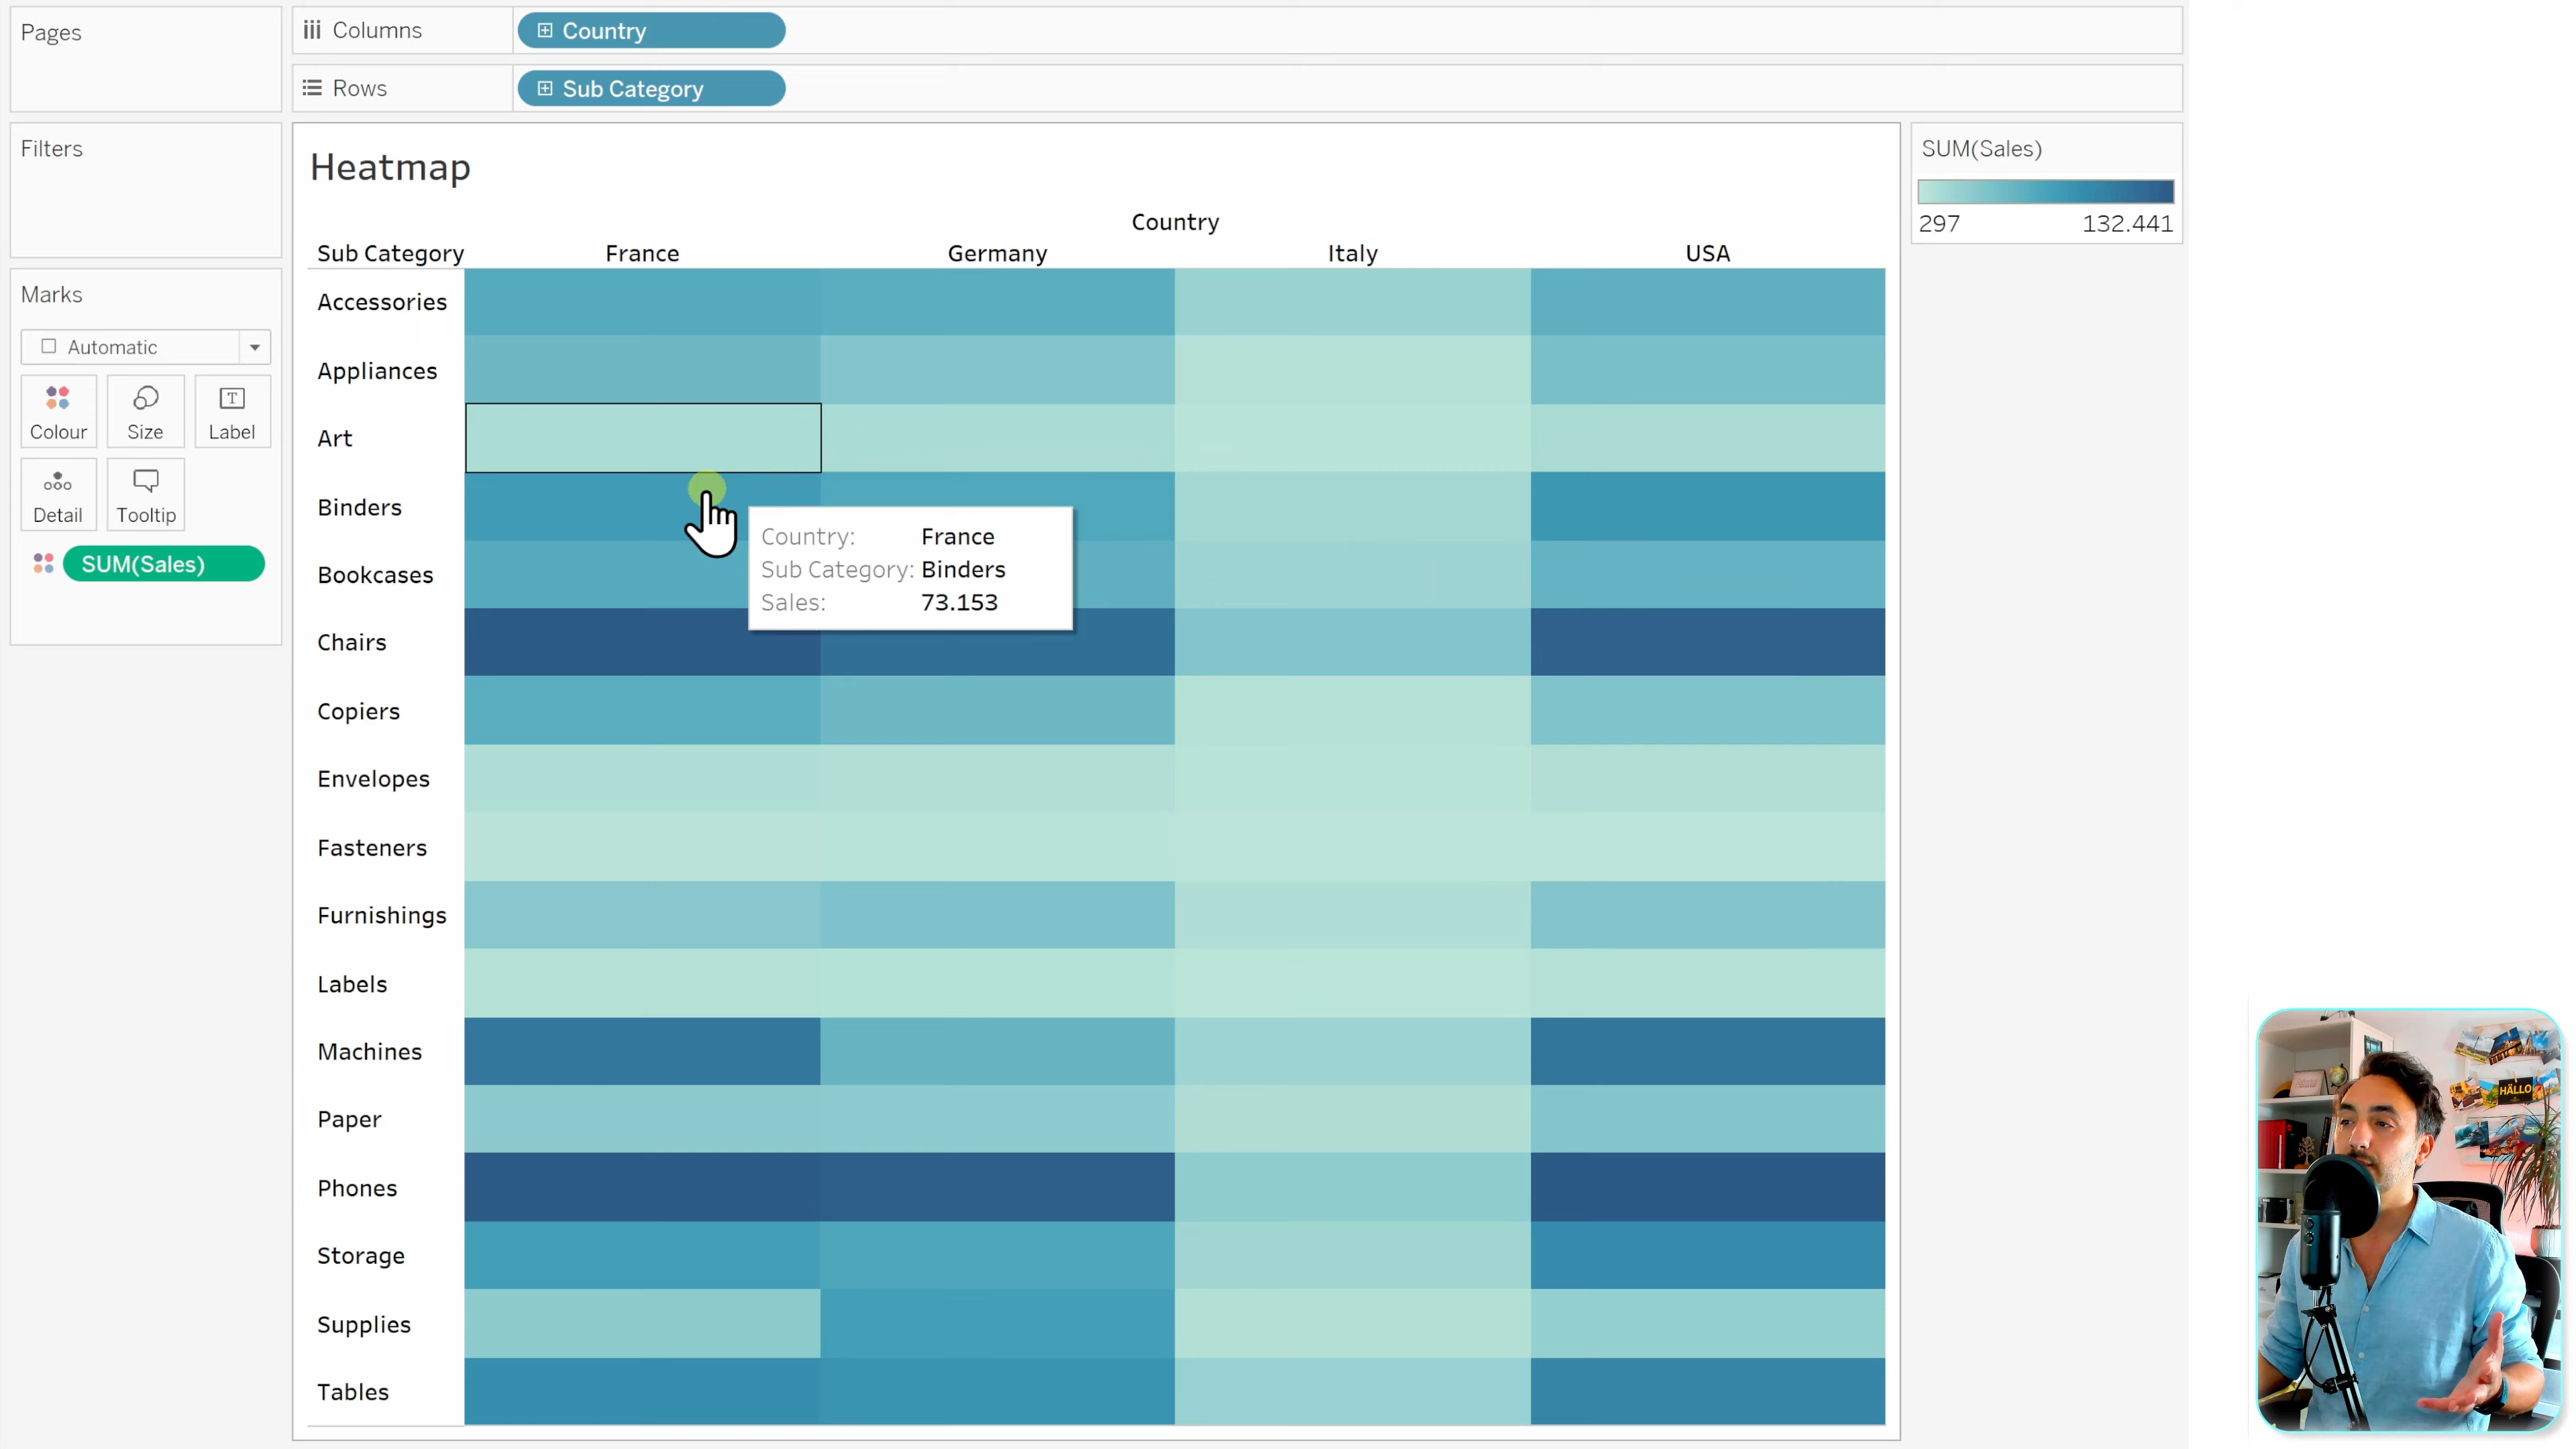 Pages
Columns
Country
Rows
Sub Category
Filters
Marks
Automatic
Colour
Size
Label
Detail
Tooltip
SUM(Sales)
Heatmap
Country
Sub Category France Germany Italy USA
Accessories
Appliances
Art
Binders
Bookcases
Chairs
Copiers
Envelopes
Fasteners
Furnishings
Labels
Machines
Paper
Phones
Storage
Supplies
Tables
Country: France
Sub Category: Binders
Sales: 73.153
SUM(Sales)
297 132.441
HÄLLO